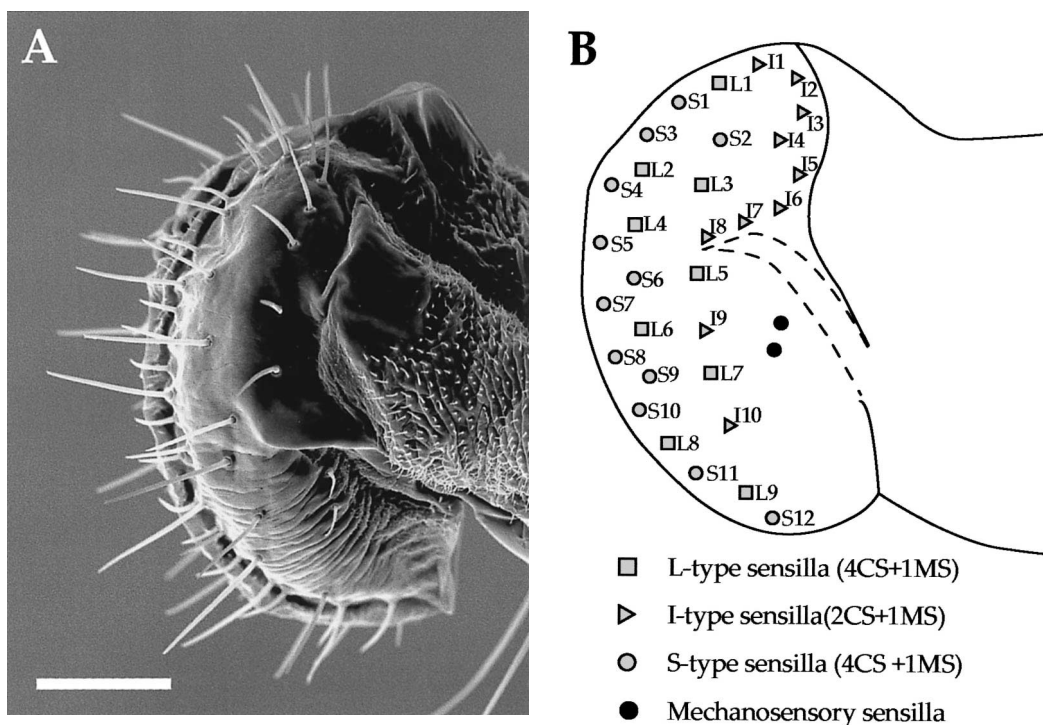 A
B
I1
L1
I2
S1
I3
S3
S2
I4
L2
I5
S4
L3
I6
L4
I7
I8
S5
L5
S6
S7
L6
I9
S8
S9
L7
S10
I10
L8
S11
L9
S12
L-type sensilla (4CS+1MS)
I-type sensilla(2CS+1MS)
S-type sensilla (4CS +1MS)
Mechanosensory sensilla